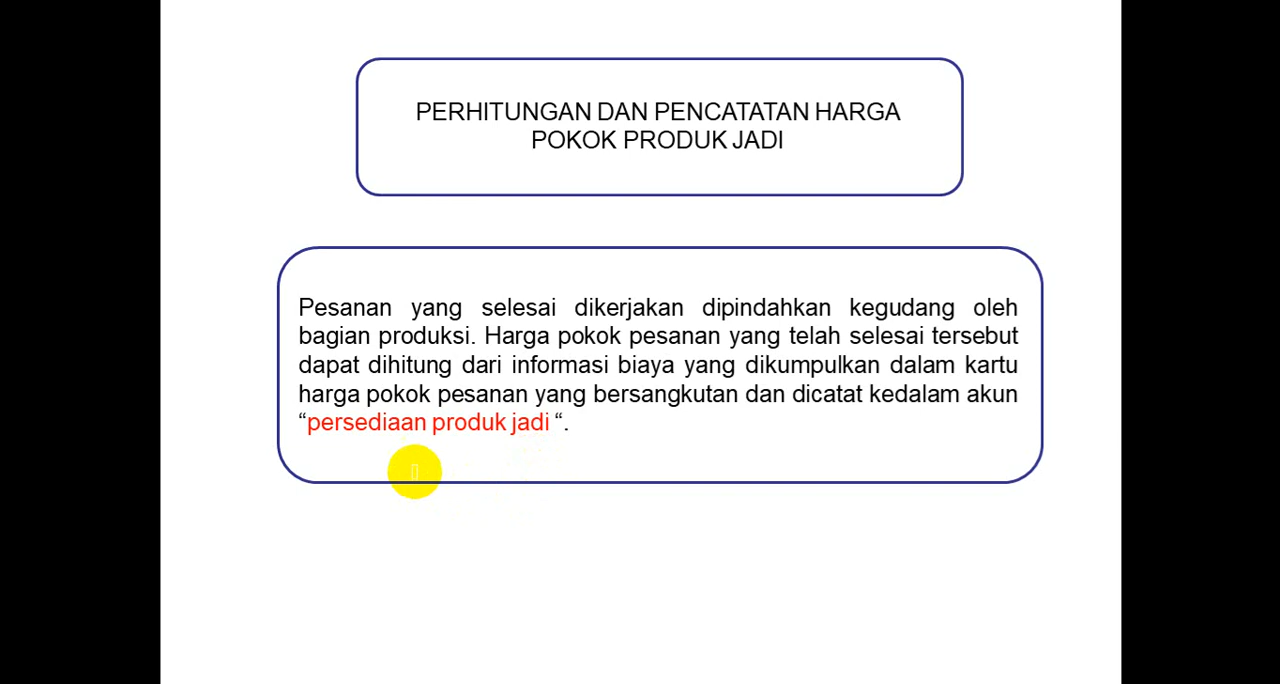 PERHITUNGAN DAN PENCATATAN HARGA
POKOK PRODUK JADI
Pesanan yang selesai dikerjakan dipindahkan kegudang oleh
bagian produksi. Harga pokok pesanan yang telah selesai tersebut
dapat dihitung dari informasi biaya yang dikumpulkan dalam kartu
harga pokok pesanan yang bersangkutan dan dicatat kedalam akun
“persediaan produk jadi “.